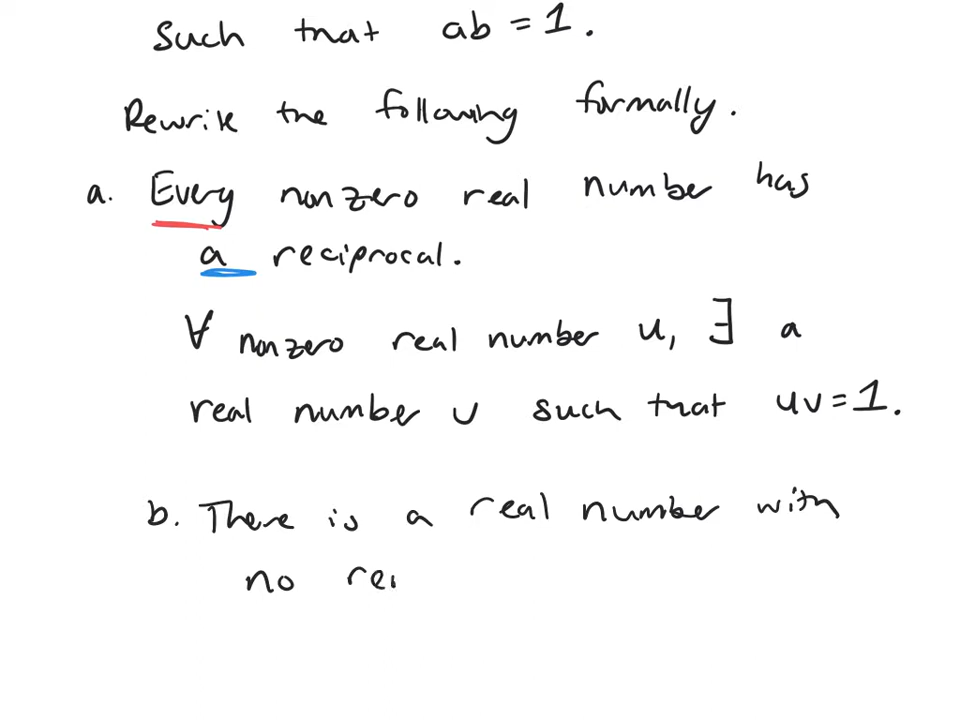 Such that ab = 1.
Rewrite the following formally.
a. Every nonzero real number has
a reciprocal.
∀ nonzero real number u, ∃ a
real number v such that uv = 1.
b. There is a real number with
no rec